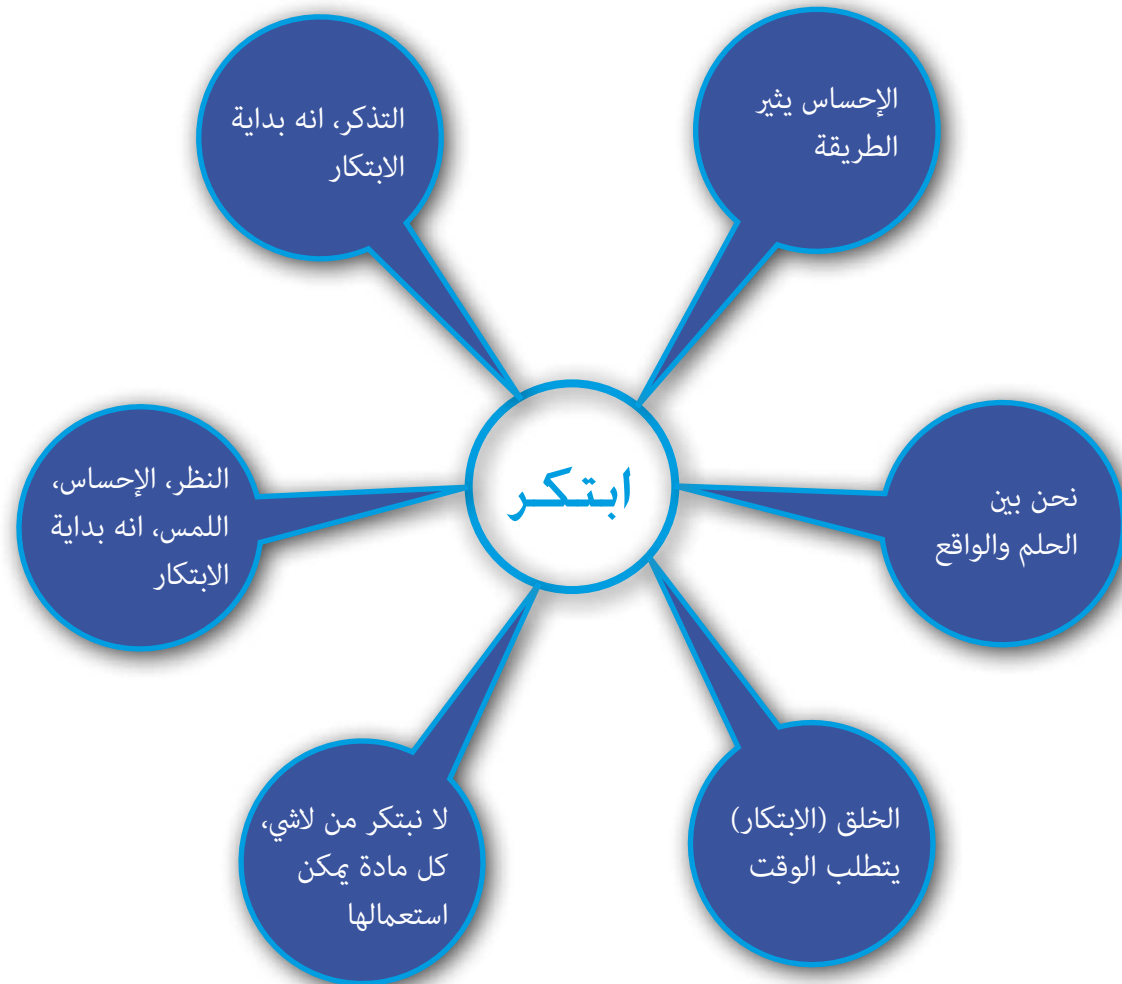 الإحساس يثير
الطريقة
التذكر، انه بداية
الابتكار
ابتكر
نحن بين
الحلم والواقع
النظر، الإحساس،
اللمس، انه بداية
الابتكار
الخلق (الابتكار)
يتطلب الوقت
لا نبتكر من لاشي،
كل مادة يمكن
استعمالها